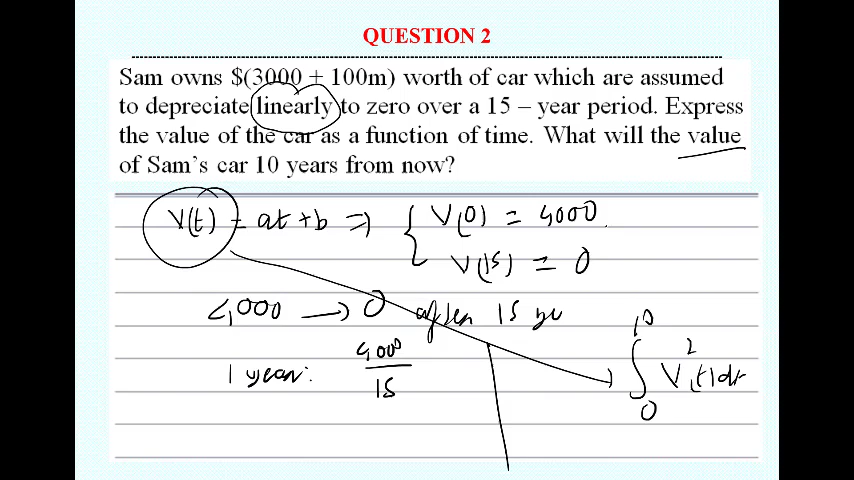 QUESTION 2
Sam owns $(3000 + 100m) worth of car which are assumed
to depreciate linearly to zero over a 15 – year period. Express
the value of the car as a function of time. What will the value
of Sam's car 10 years from now?
V(t) = at + b ⇒ { V(0) = 4000.
V(15) = 0
4,000 → 0 after 15 ye
1 year: 4000/15
∫₀¹⁰ V²(t)dt